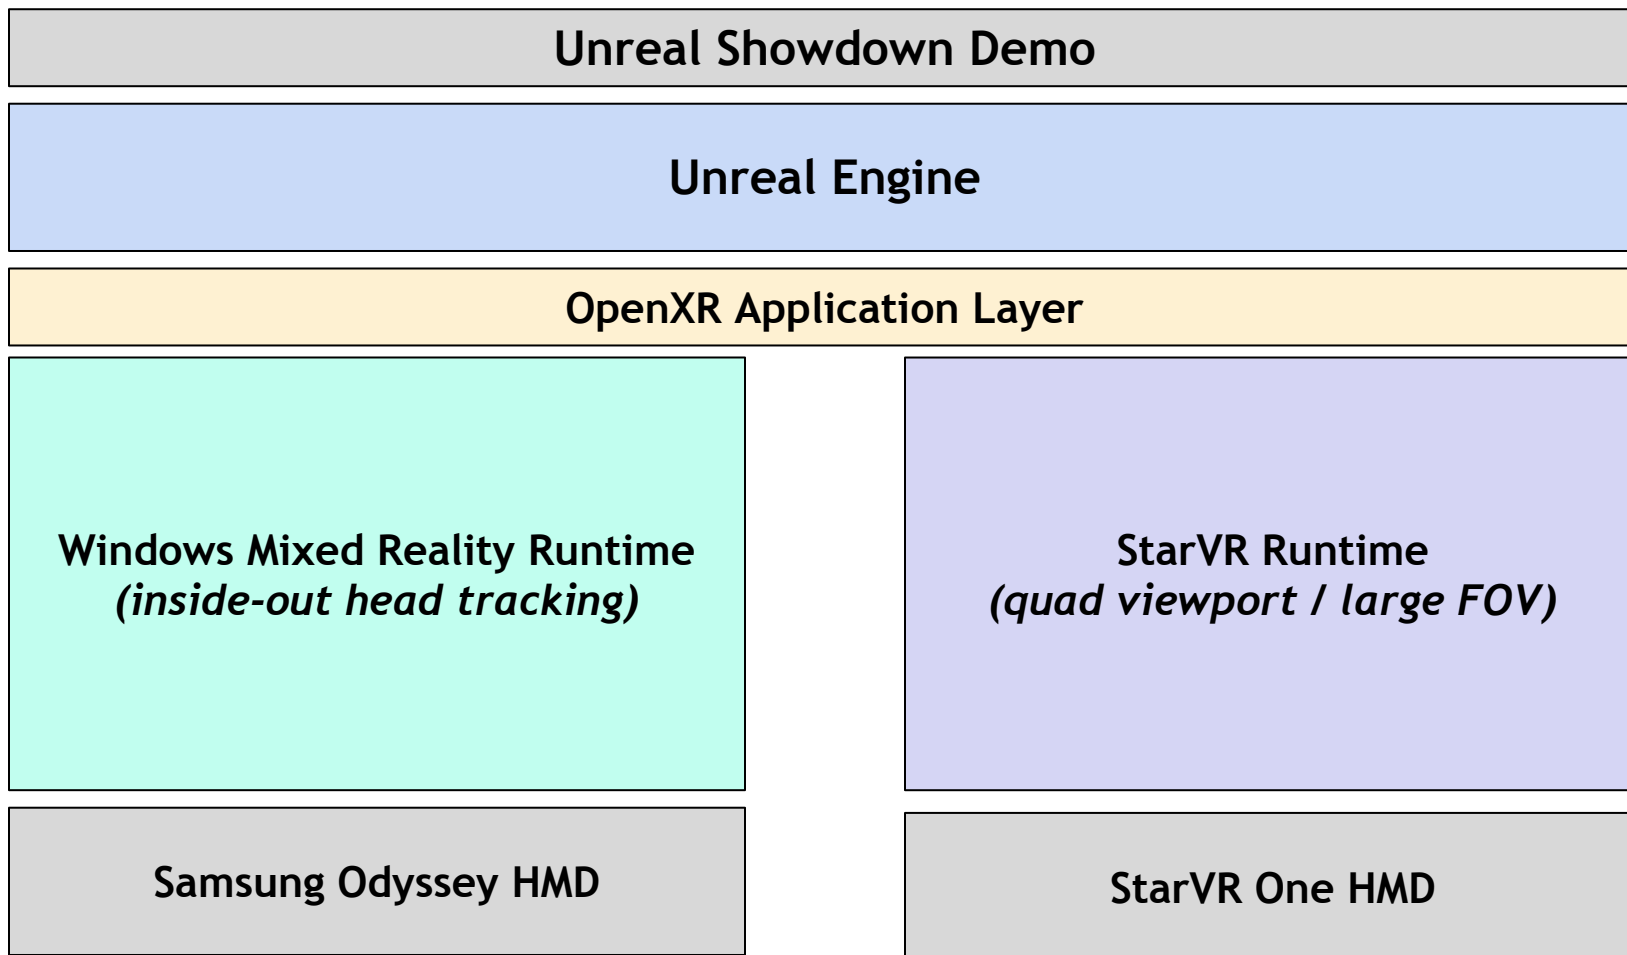 Unreal Showdown Demo
Unreal Engine
OpenXR Application Layer
Windows Mixed Reality Runtime
(inside-out head tracking)
StarVR Runtime
(quad viewport / large FOV)
Samsung Odyssey HMD
StarVR One HMD